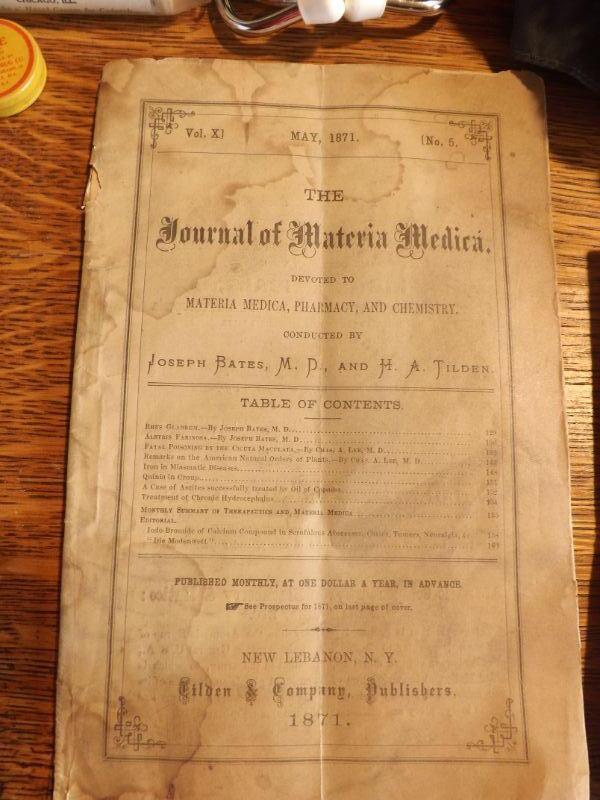 CHICAGO, ILL.
Vol. X]
MAY, 1871.
[No. 5.
THE
Journal of Materia Medica,
DEVOTED TO
MATERIA MEDICA, PHARMACY, AND CHEMISTRY.
CONDUCTED BY
JOSEPH BATES, M. D., AND H. A. TILDEN.
TABLE OF CONTENTS.
RHUS GLABRUM.—BY JOSEPH BATES, M. D. 129
ALETRIS FARINOSA.—BY JOSEPH BATES, M. D.
FATAL POISONING BY THE CICUTA MACULATA.—BY CHAS. A. LEE, M. D.
Remarks on the American Natural Orders of Plants.—BY CHAS. A. LEE, M. D.
Iron in Miasmatic Diseases.
Quinia in Croup.
A Case of Ascites successfully treated by Oil of Copaiba.
Treatment of Chronic Hydrocephalus
MONTHLY SUMMARY OF THERAPEUTICS AND MATERIA MEDICA
EDITORIAL.
Iodo-Bromide of Calcium Compound in Scrofulous Abscesses, Tumors, Neuralgia, &c.
PUBLISHED MONTHLY, AT ONE DOLLAR A YEAR, IN ADVANCE.
See Prospectus for 1871, on last page of cover.
NEW LEBANON, N. Y.
Tilden & Company, Publishers.
1871.